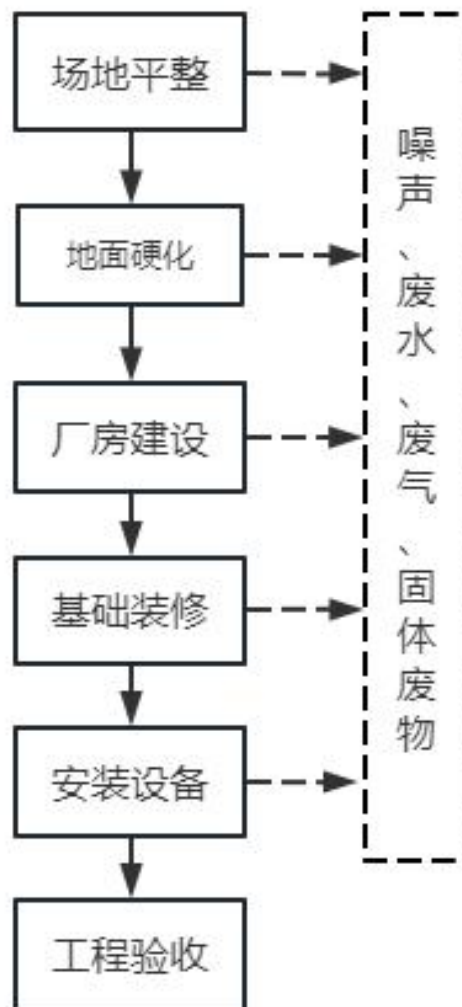 场地平整
地面硬化
厂房建设
基础装修
安装设备
工程验收
噪声、废水、废气、固体废物